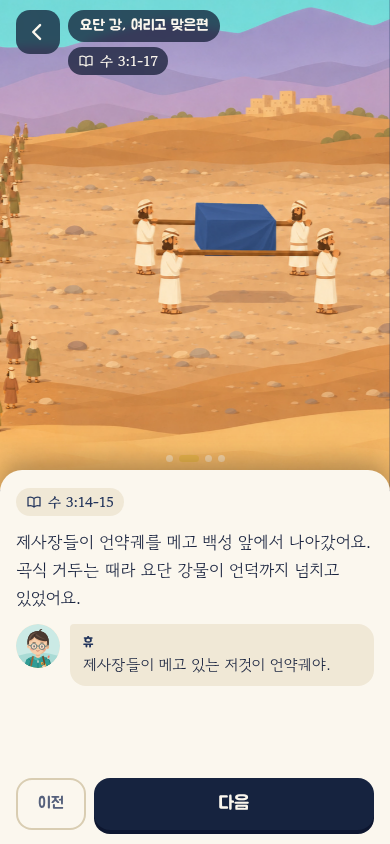 요단 강, 여리고 맞은편
수 3:1-17
수 3:14-15
제사장들이 언약궤를 메고 백성 앞에서 나아갔어요.
곡식 거두는 때라 요단 강물이 언덕까지 넘치고
있었어요.
휴
제사장들이 메고 있는 저것이 언약궤야.
이전
다음